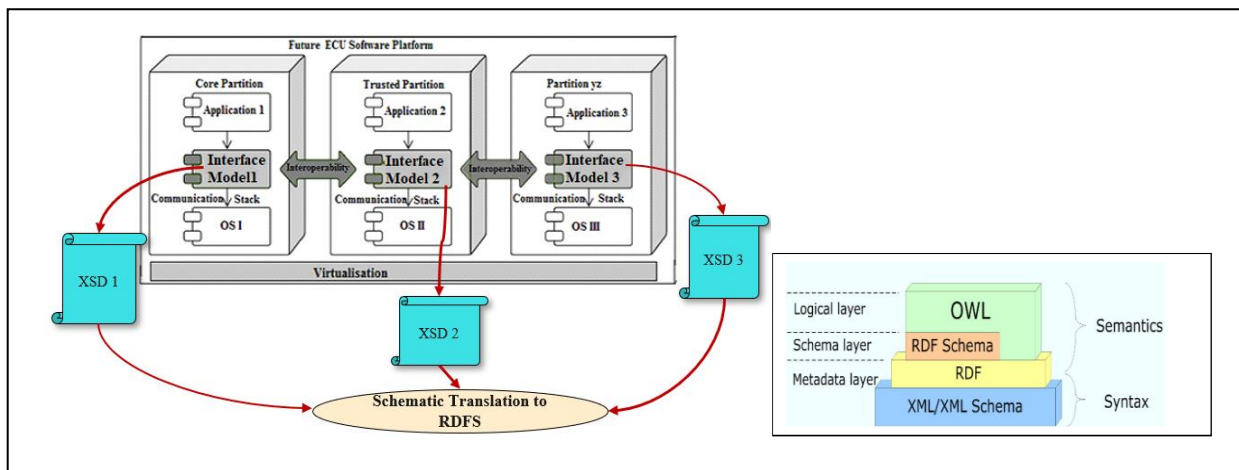 Future ECU Software Platform
Core Partition
Application 1
Interface
Model1
Communication Stack
OS I
Interoperability
Trusted Partition
Application 2
Interface
Model 2
Communication Stack
OS II
Interoperability
Partition yz
Application 3
Interface
Model 3
Communication Stack
OS III
Virtualisation
XSD 1
XSD 2
XSD 3
Schematic Translation to
RDFS
Logical layer
OWL
Schema layer
RDF Schema
Semantics
Metadata layer
RDF
XML/XML Schema
Syntax